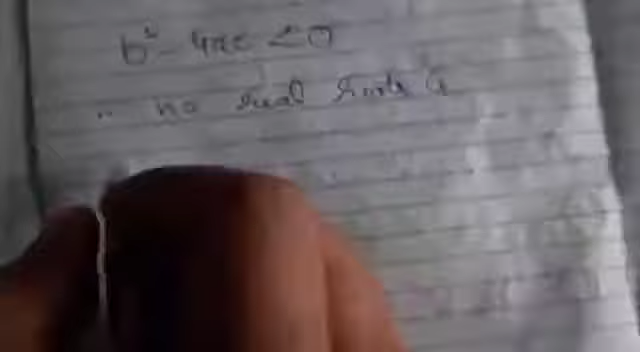 b² - 4ac < 0
∴ no real roots